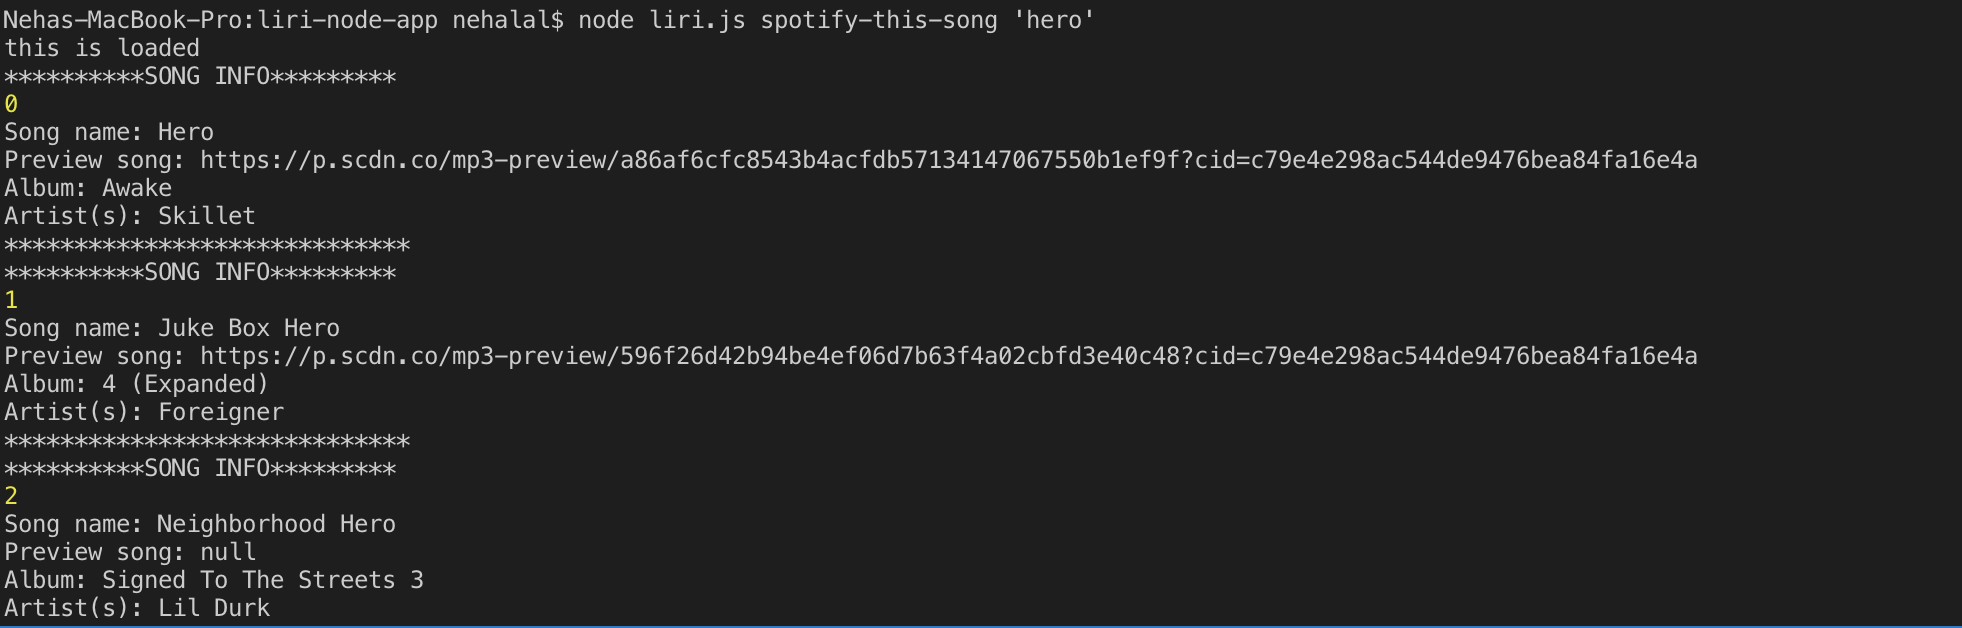 Nehas-MacBook-Pro:liri-node-app nehalal$ node liri.js spotify-this-song 'hero'
this is loaded
**********SONG INFO*********
0
Song name: Hero
Preview song: https://p.scdn.co/mp3-preview/a86af6cfc8543b4acfdb57134147067550b1ef9f?cid=c79e4e298ac544de9476bea84fa16e4a
Album: Awake
Artist(s): Skillet
*****************************
**********SONG INFO*********
1
Song name: Juke Box Hero
Preview song: https://p.scdn.co/mp3-preview/596f26d42b94be4ef06d7b63f4a02cbfd3e40c48?cid=c79e4e298ac544de9476bea84fa16e4a
Album: 4 (Expanded)
Artist(s): Foreigner
*****************************
**********SONG INFO*********
2
Song name: Neighborhood Hero
Preview song: null
Album: Signed To The Streets 3
Artist(s): Lil Durk